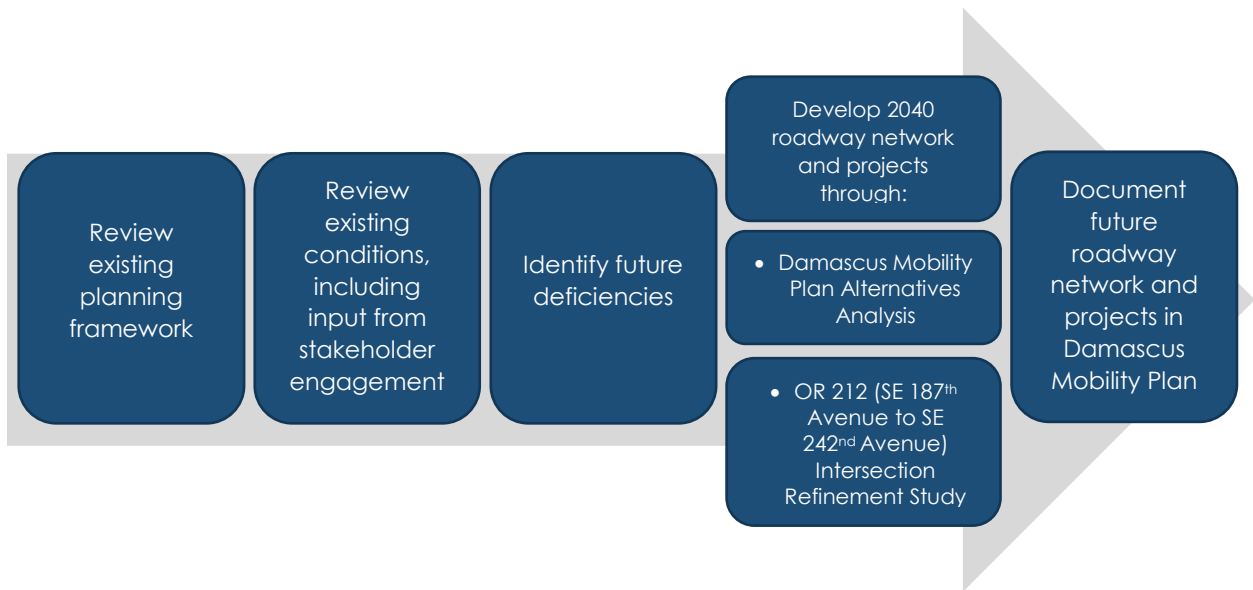 Review
existing
planning
framework
Review
existing
conditions,
including
input from
stakeholder
engagement
Identify future
deficiencies
Develop 2040
roadway network
and projects
through:
• Damascus Mobility
Plan Alternatives
Analysis
• OR 212 (SE 187th
Avenue to SE
242nd Avenue)
Intersection
Refinement Study
Document
future
roadway
network and
projects in
Damascus
Mobility Plan